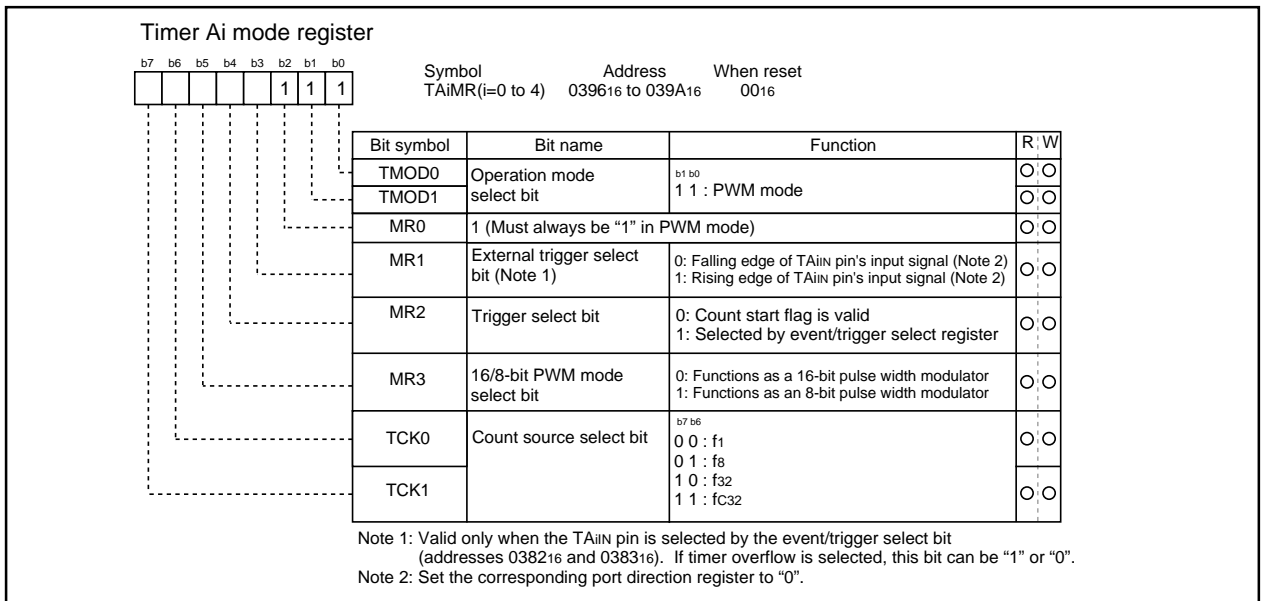 Timer Ai mode register
b7 b6 b5 b4 b3 b2 b1 b0
1 1 1
Symbol Address When reset
TAiMR(i=0 to 4) 039616 to 039A16 0016
Bit symbol Bit name Function R W
TMOD0 Operation mode select bit b1 b0
TMOD1 1 1 : PWM mode
MR0 1 (Must always be “1” in PWM mode)
MR1 External trigger select bit (Note 1) 0: Falling edge of TAiIN pin's input signal (Note 2)
1: Rising edge of TAiIN pin's input signal (Note 2)
MR2 Trigger select bit 0: Count start flag is valid
1: Selected by event/trigger select register
MR3 16/8-bit PWM mode select bit 0: Functions as a 16-bit pulse width modulator
1: Functions as an 8-bit pulse width modulator
TCK0 Count source select bit b7 b6
0 0 : f1
0 1 : f8
TCK1 1 0 : f32
1 1 : fC32
Note 1: Valid only when the TAiIN pin is selected by the event/trigger select bit
(addresses 038216 and 038316). If timer overflow is selected, this bit can be “1” or “0”.
Note 2: Set the corresponding port direction register to “0”.